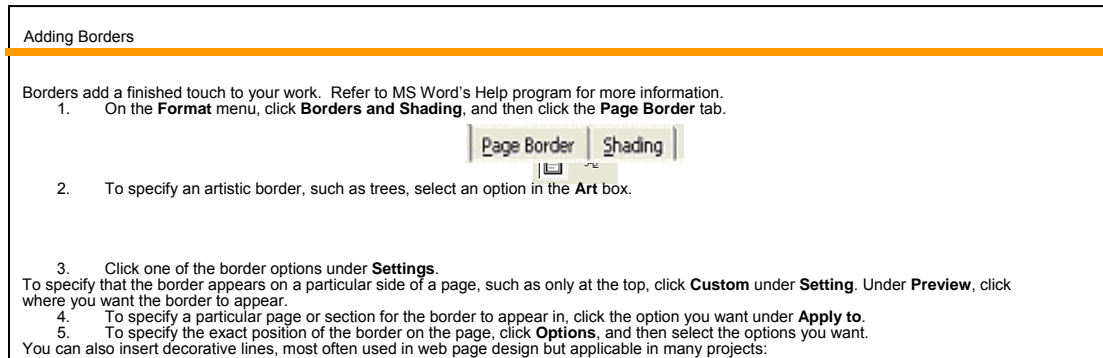 Adding Borders
Borders add a finished touch to your work. Refer to MS Word's Help program for more information.
1. On the Format menu, click Borders and Shading, and then click the Page Border tab.
Page Border Shading
2. To specify an artistic border, such as trees, select an option in the Art box.
3. Click one of the border options under Settings.
To specify that the border appears on a particular side of a page, such as only at the top, click Custom under Setting. Under Preview, click
where you want the border to appear.
4. To specify a particular page or section for the border to appear in, click the option you want under Apply to.
5. To specify the exact position of the border on the page, click Options, and then select the options you want.
You can also insert decorative lines, most often used in web page design but applicable in many projects: